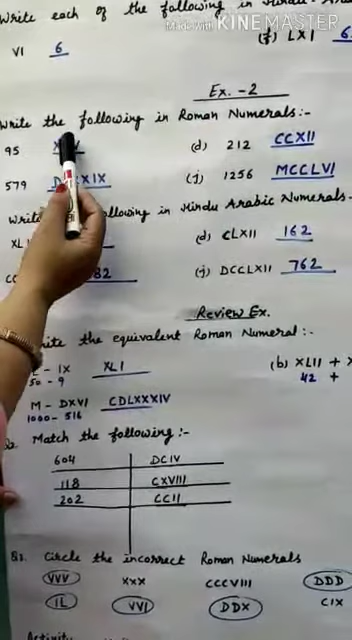 Write each of the following in Hindu-Ara
VI 6 (f) LXI 6
Made with KINEMASTER
Ex. -2
Write the following in Roman Numerals:-
95 (d) 212 CCXII
579 (j) 1256 MCCLVI
following in Hindu Arabic Numerals-
XL (d) CLXII 162
(j) DCCLXII 762
Review Ex.
rite the equivalent Roman Numeral:-
L - IX XLI (b) XLII + X
50 - 9 42 +
M - DXVI CDLXXXIV
1000 - 516
Match the following:-
604 DCIV
118 CXVIII
202 CCII
Q3. Circle the incorrect Roman Numerals
VVV XXX CCCVIII DDD
IL VVI DDX CIX
Activity